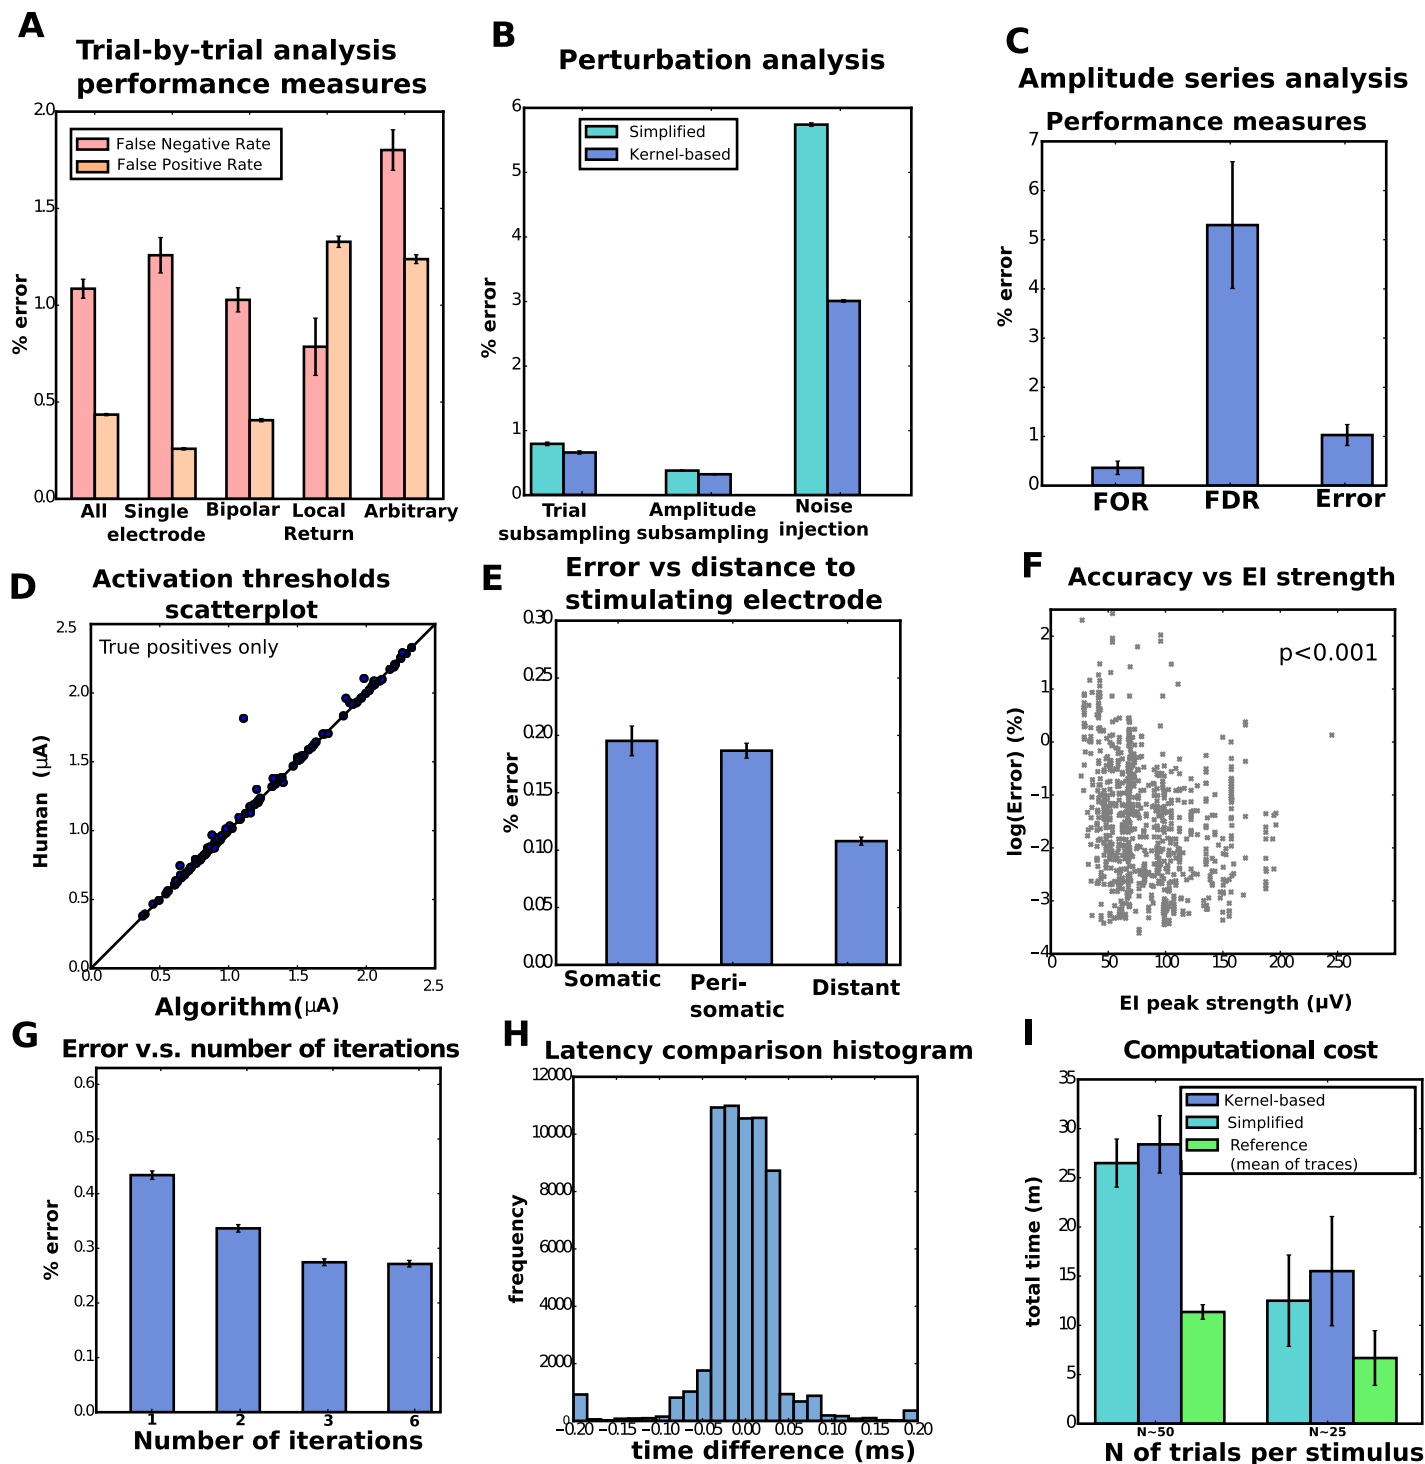 A
Trial-by-trial analysis
performance measures
2.0
1.5
1.0
0.5
0.0
% error
False Negative Rate
False Positive Rate
All
Single
electrode
Bipolar
Local
Return
Arbitrary
B
Perturbation analysis
6
5
4
3
2
1
0
% error
Simplified
Kernel-based
Trial
subsampling
Amplitude
subsampling
Noise
injection
C
Amplitude series analysis
Performance measures
7
6
5
4
3
2
1
0
% error
FOR
FDR
Error
D
Activation thresholds
scatterplot
True positives only
2.5
2.0
1.5
1.0
0.5
0.0
Human (μA)
0.0
0.5
1.0
1.5
2.0
2.5
Algorithm(μA)
E
Error vs distance to
stimulating electrode
0.30
0.25
0.20
0.15
0.10
0.05
0.00
% error
Somatic
Peri-
somatic
Distant
F
Accuracy vs EI strength
p<0.001
2
1
0
−1
−2
−3
−4
log(Error) (%)
0
50
100
150
200
250
EI peak strength (μV)
G
Error v.s. number of iterations
0.6
0.5
0.4
0.3
0.2
0.1
0.0
% error
1
2
3
6
Number of iterations
H
Latency comparison histogram
12000
10000
8000
6000
4000
2000
0
frequency
−0.20
−0.15
−0.10
−0.05
0.00
0.05
0.10
0.15
0.20
time difference (ms)
I
Computational cost
35
30
25
20
15
10
5
0
total time (m)
Kernel-based
Simplified
Reference
(mean of traces)
N~50
N~25
N of trials per stimulus